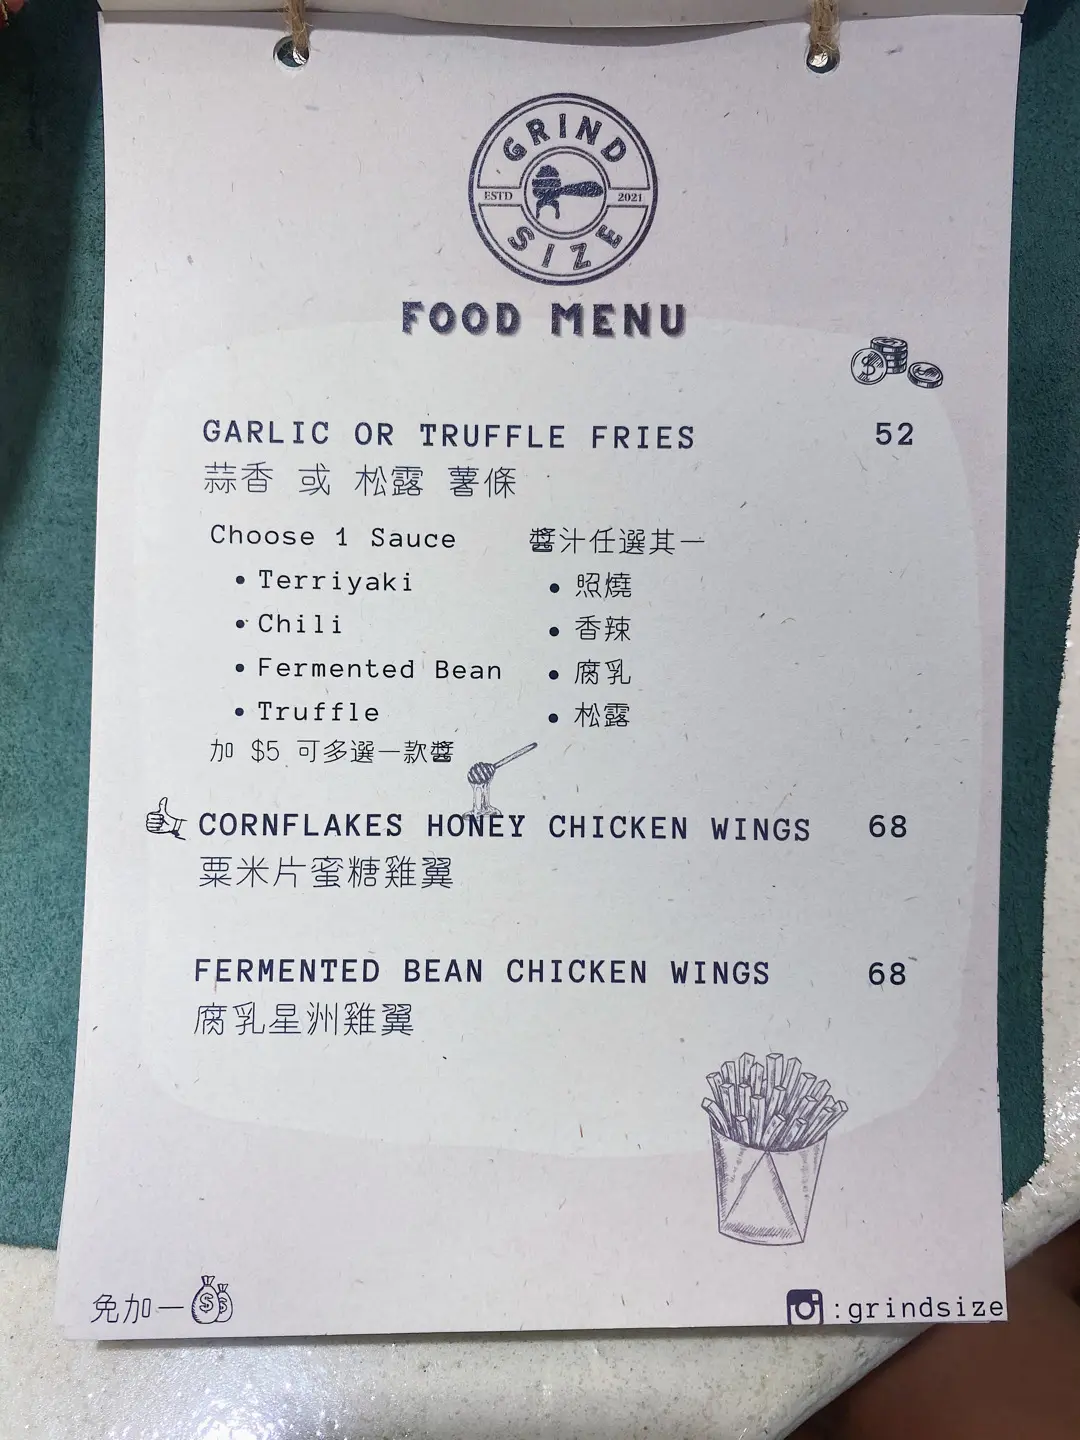 GRIND
ESTD 2021
SIZE
FOOD MENU
GARLIC OR TRUFFLE FRIES 52
蒜香 或 松露 薯條
Choose 1 Sauce 醬汁任選其一
• Terriyaki • 照燒
• Chili • 香辣
• Fermented Bean • 腐乳
• Truffle • 松露
加 $5 可多選一款醬
CORNFLAKES HONEY CHICKEN WINGS 68
粟米片蜜糖雞翼
FERMENTED BEAN CHICKEN WINGS 68
腐乳星洲雞翼
免加一
:grindsize